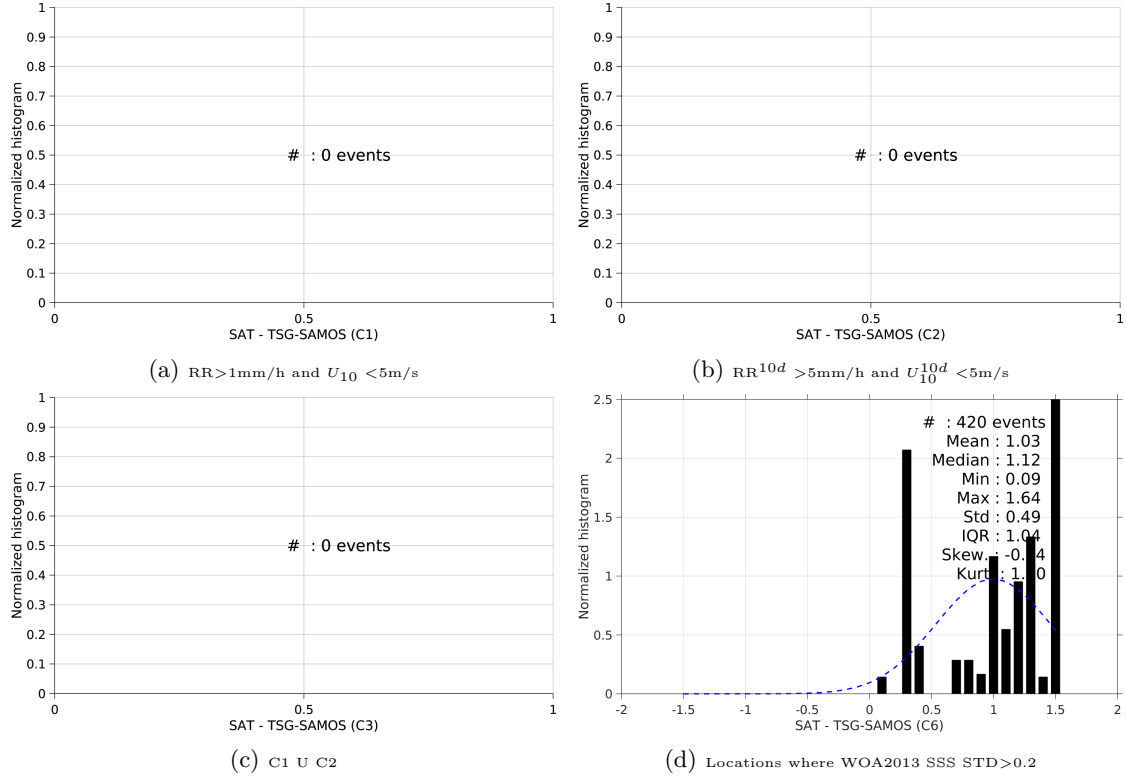 1
0.9
0.8
0.7
0.6
0.5
0.4
0.3
0.2
0.1
0
Normalized histogram
# : 0 events
0 0.5 1
SAT - TSG-SAMOS (C1)
(a) RR>1mm/h and U10 <5m/s
1
0.9
0.8
0.7
0.6
0.5
0.4
0.3
0.2
0.1
0
Normalized histogram
# : 0 events
0 0.5 1
SAT - TSG-SAMOS (C2)
(b) RR10d >5mm/h and U10d10 <5m/s
1
0.9
0.8
0.7
0.6
0.5
0.4
0.3
0.2
0.1
0
Normalized histogram
# : 0 events
0 0.5 1
SAT - TSG-SAMOS (C3)
(c) C1 U C2
2.5
2
1.5
1
0.5
0
Normalized histogram
# : 420 events
Mean : 1.03
Median : 1.12
Min : 0.09
Max : 1.64
Std : 0.49
IQR : 1.04
Skew. :
Kurt. :
-2 -1.5 -1 -0.5 0 0.5 1 1.5 2
SAT - TSG-SAMOS (C6)
(d) Locations where WOA2013 SSS STD>0.2